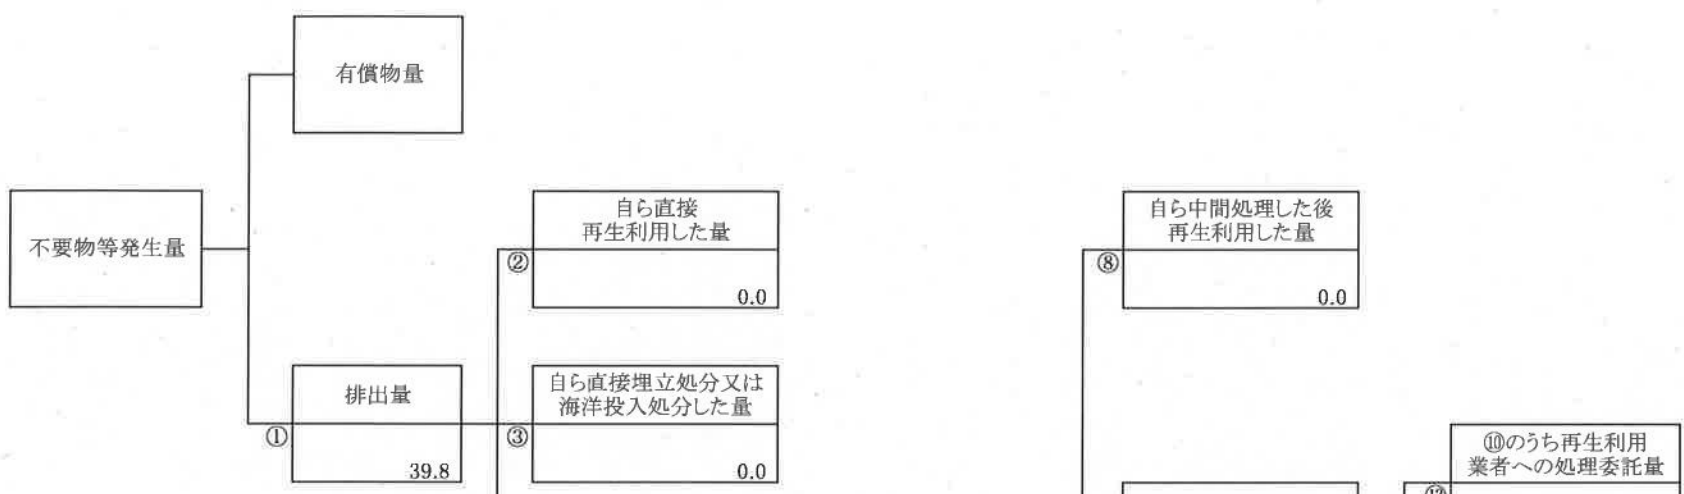 有償物量
不要物等発生量
自ら直接
再生利用した量
②
0.0
自ら中間処理した後
再生利用した量
⑧
0.0
排出量
①
39.8
自ら直接埋立処分又は
海洋投入処分した量
③
0.0
⑩のうち再生利用
業者への処理委託量